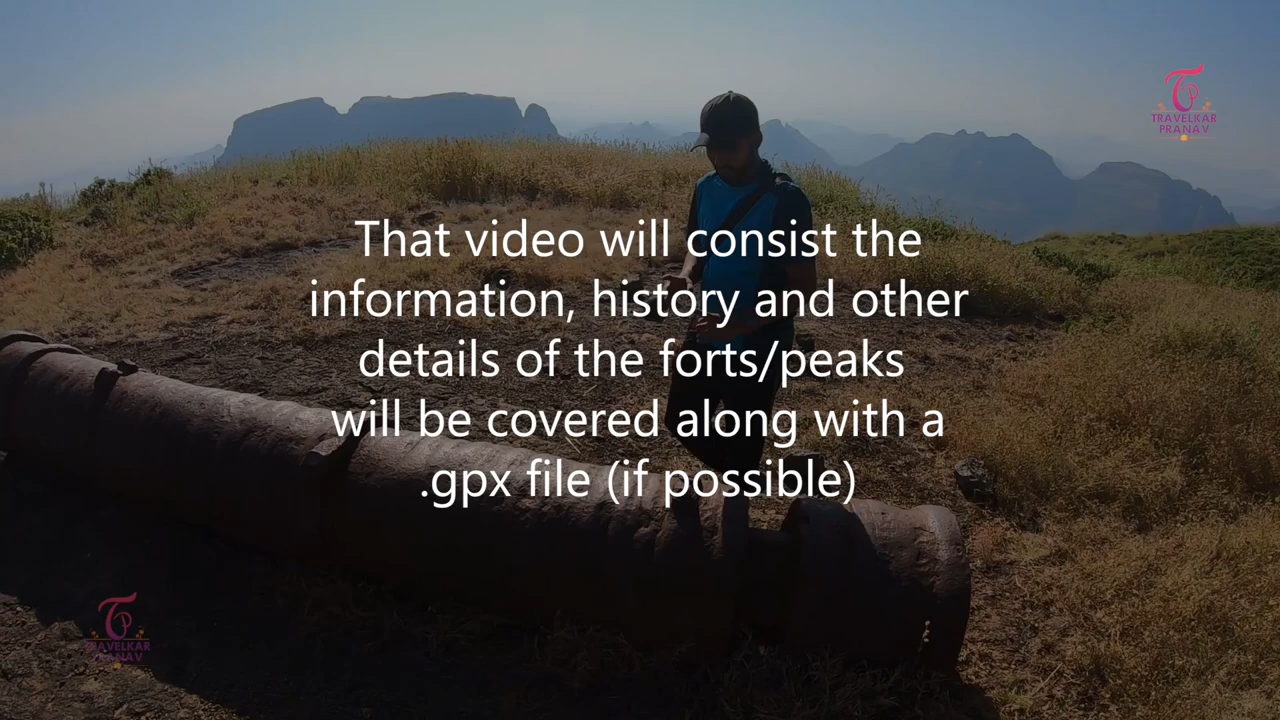 TRAVELKAR
PRANAV
That video will consist the
information, history and other
details of the forts/peaks
will be covered along with a
.gpx file (if possible)
TRAVELKAR
PRANAV